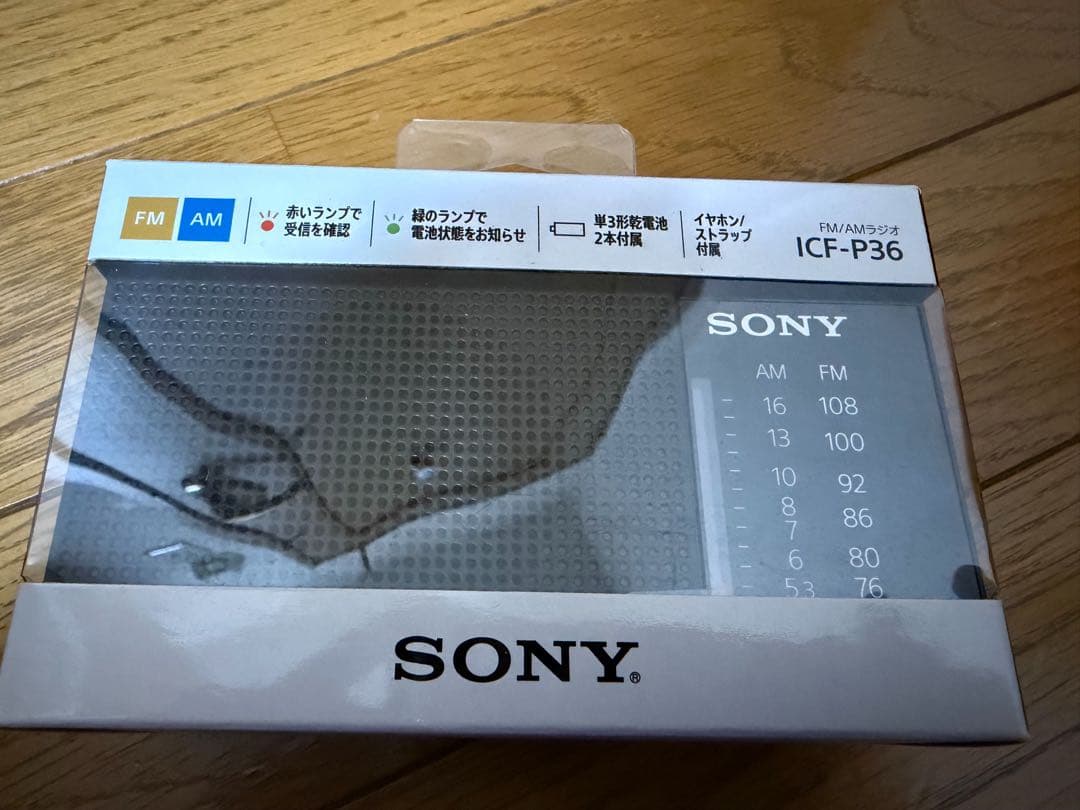 FM AM
赤いランプで
受信を確認
緑のランプで
電池状態をお知らせ
単3形乾電池
2本付属
イヤホン/
ストラップ
付属
FM/AMラジオ
ICF-P36
SONY
AM FM
16 108
13 100
10 92
8 86
7
6 80
5.3 76
SONY®